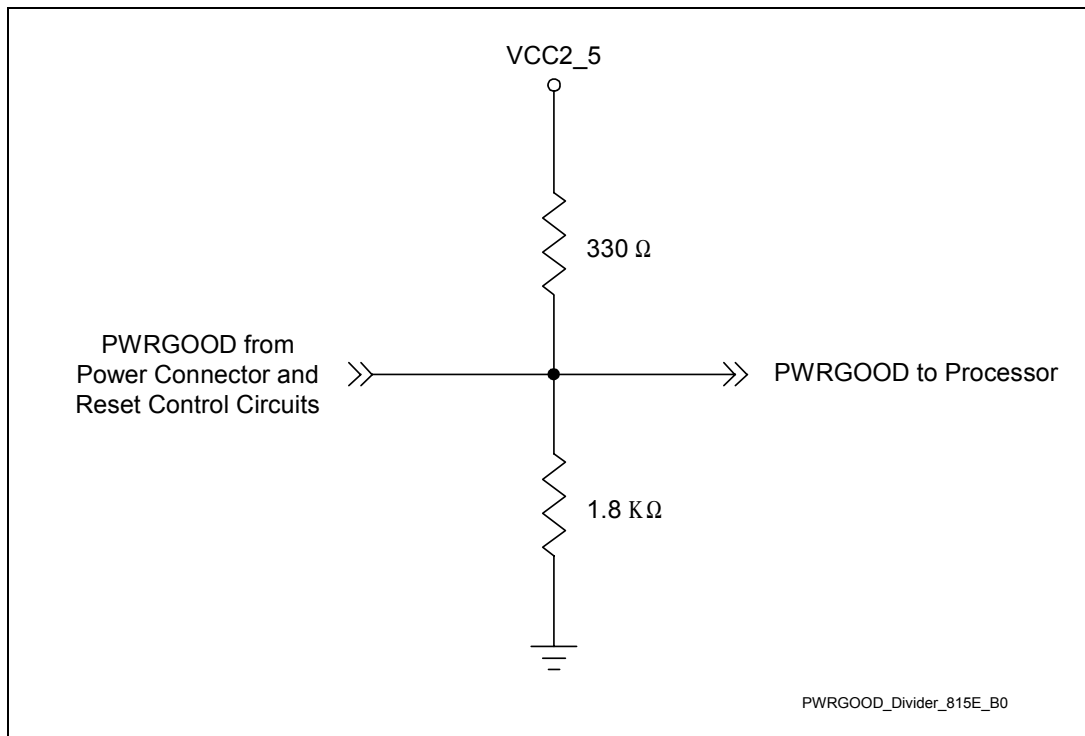 VCC2_5
330 Ω
PWRGOOD from
Power Connector and
Reset Control Circuits
PWRGOOD to Processor
1.8 KΩ
PWRGOOD_Divider_815E_B0